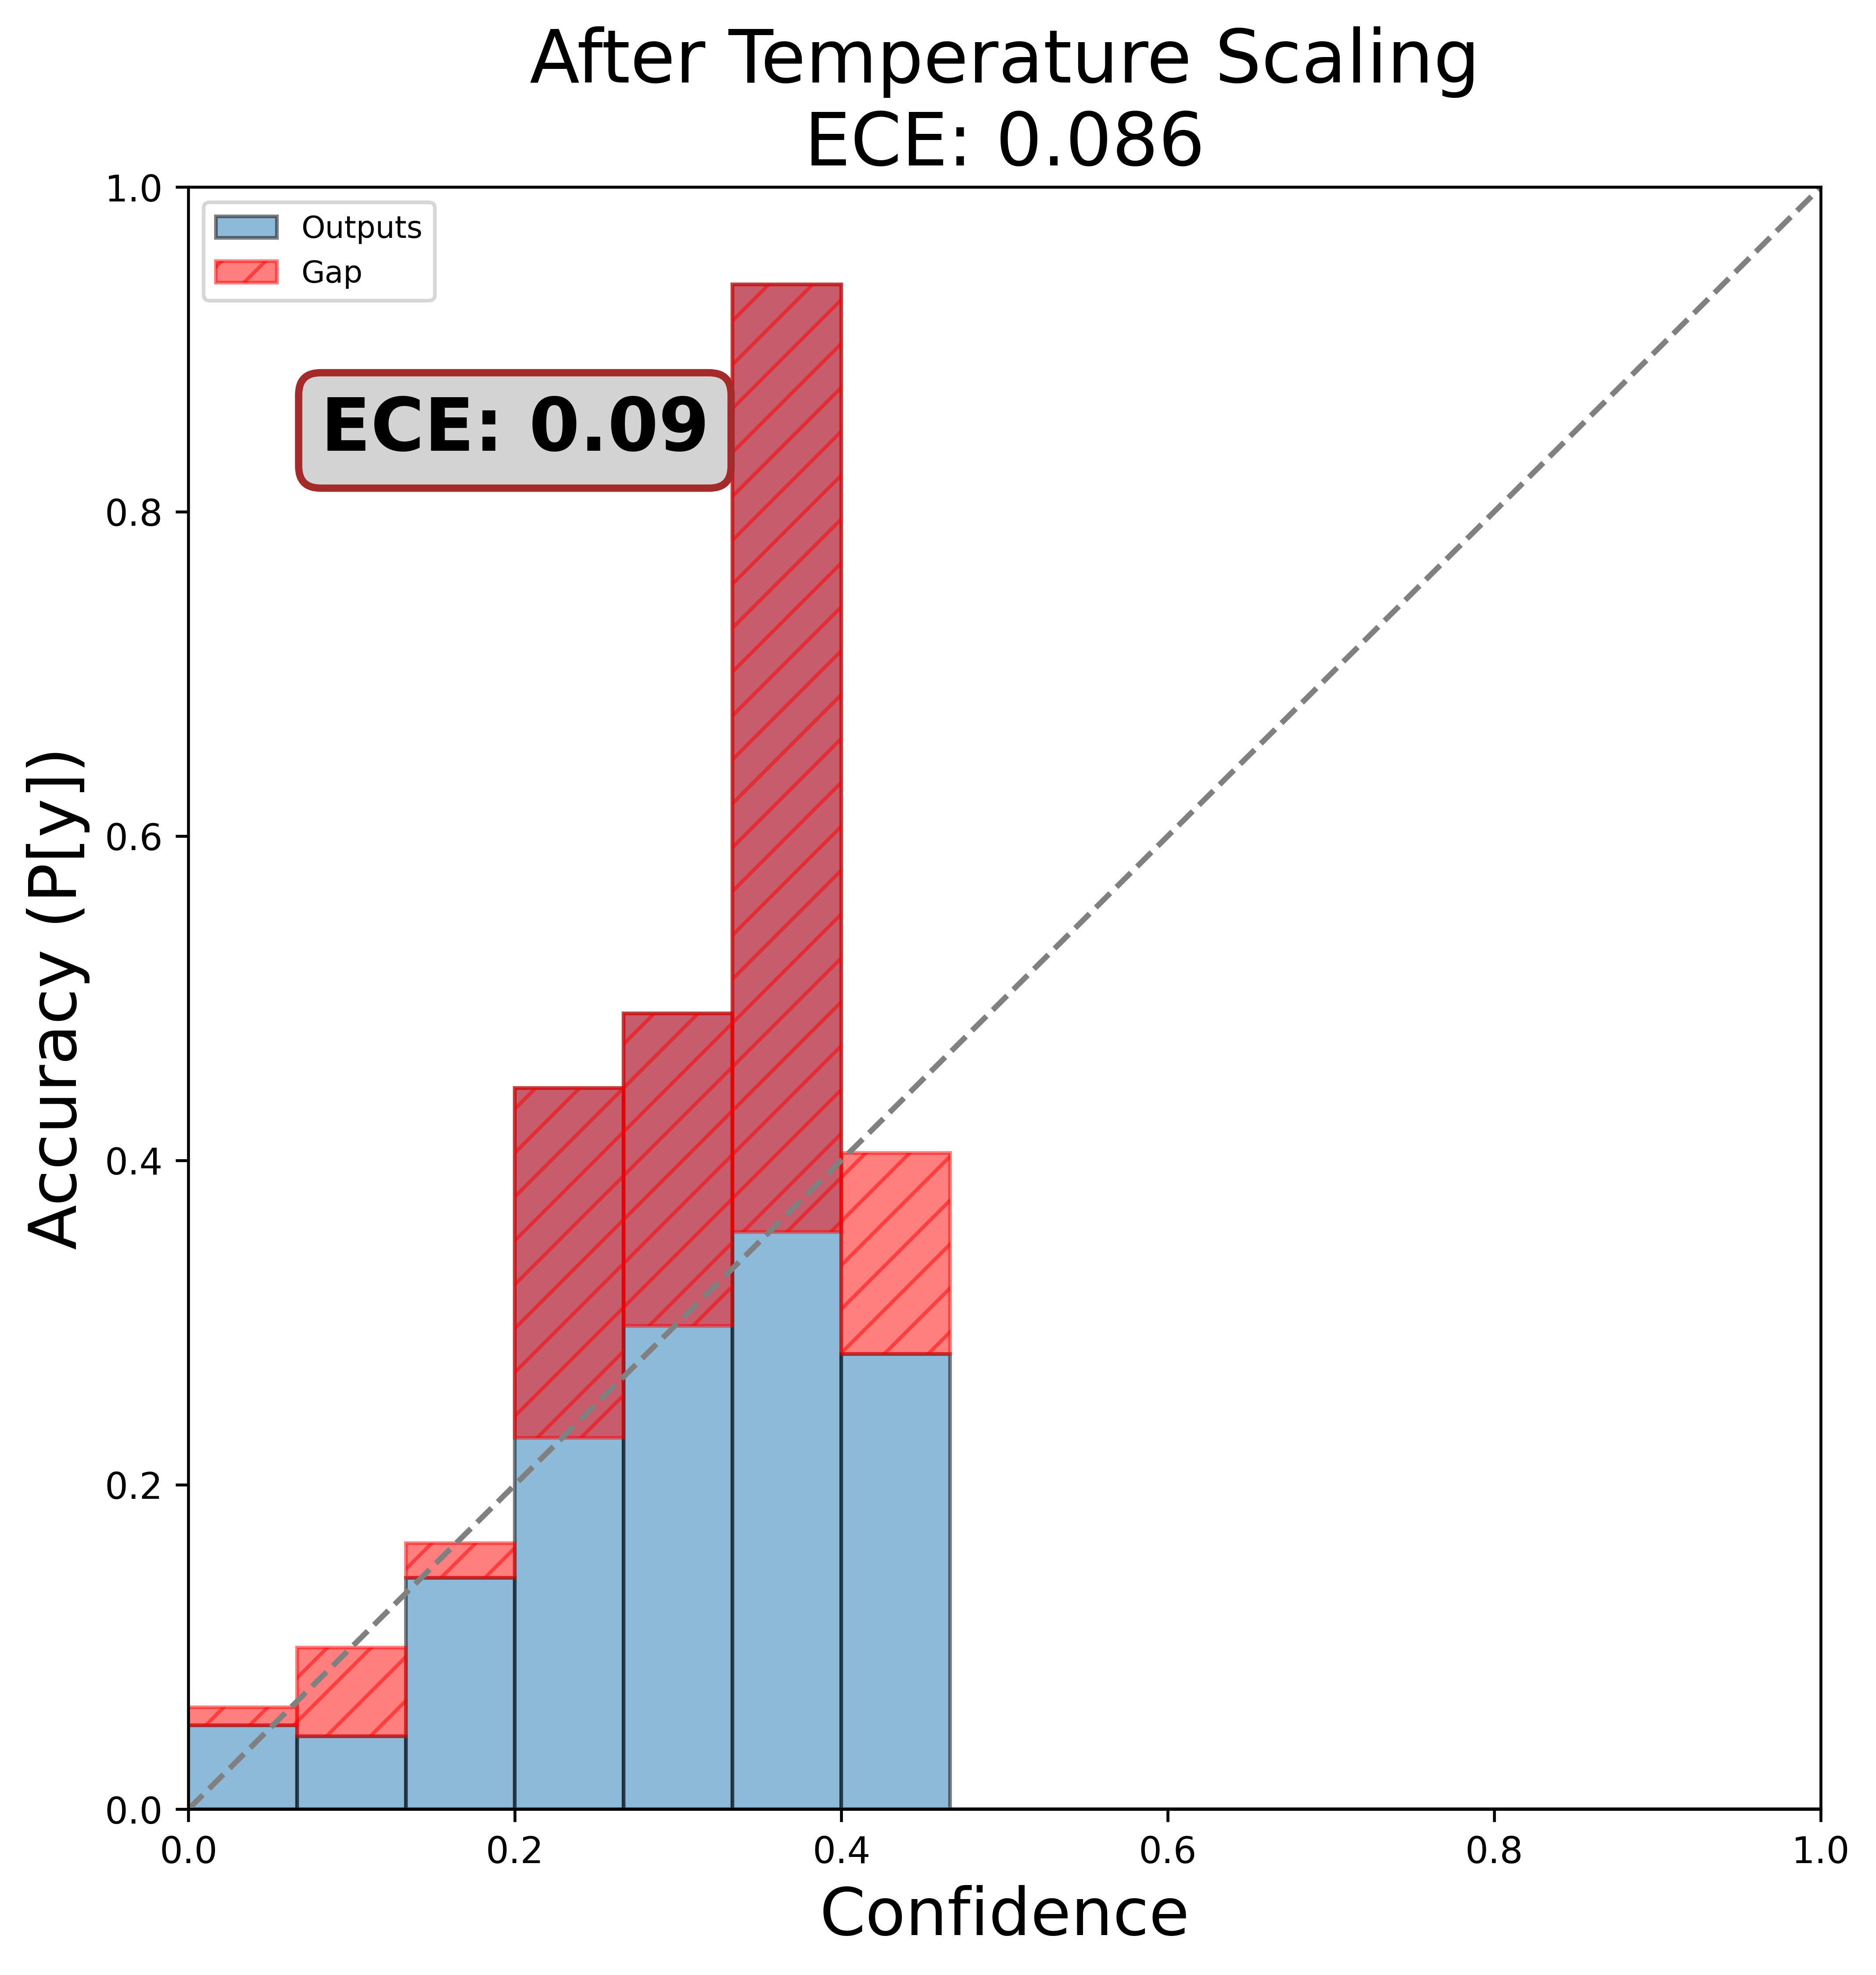 After Temperature Scaling
ECE: 0.086
Outputs
Gap
ECE: 0.09
Accuracy (P[y])
1.0
0.8
0.6
0.4
0.2
0.0
0.0 0.2 0.4 0.6 0.8 1.0
Confidence